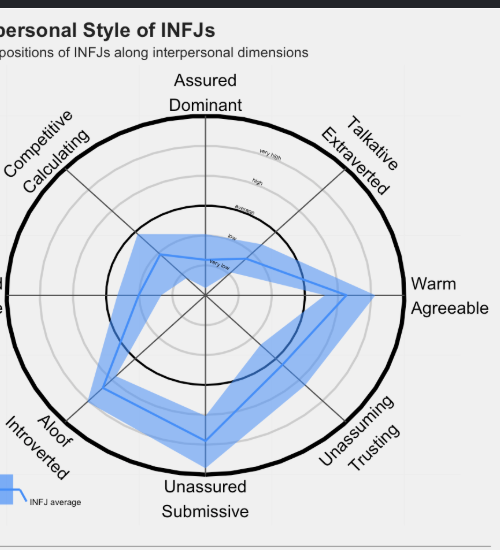 personal Style of INFJs
positions of INFJs along interpersonal dimensions
Assured
Dominant
Talkative
Extraverted
Competitive
Calculating
very high
high
average
low
very low
Warm
Agreeable
d
e
Unassuming
Trusting
Aloof
Introverted
Unassured
Submissive
INFJ average